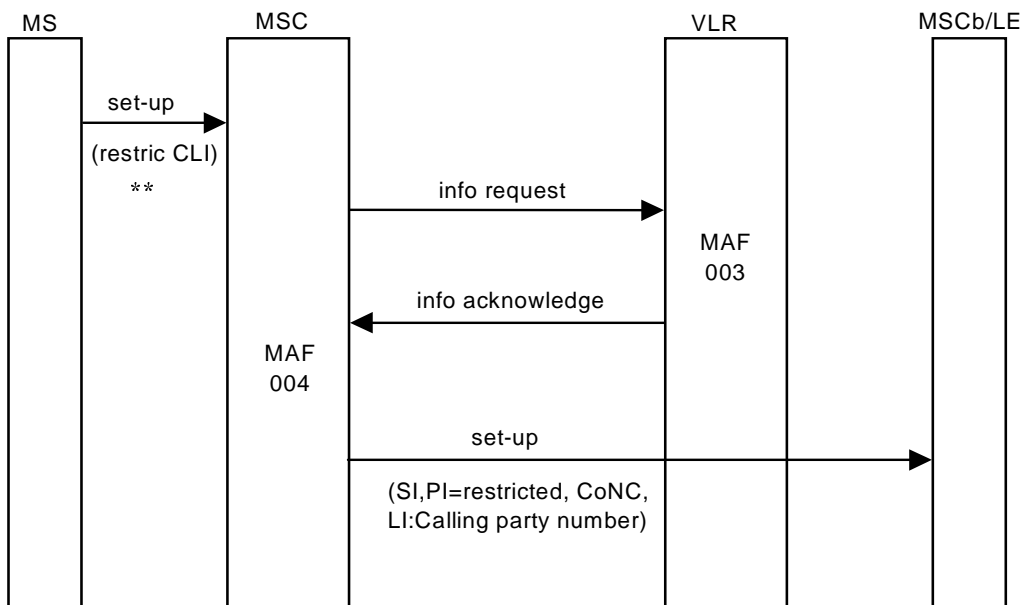 MS
MSC
VLR
MSCb/LE
set-up
(restric CLI)
**
info request
MAF
003
info acknowledge
MAF
004
set-up
(SI,PI=restricted, CoNC,
LI:Calling party number)